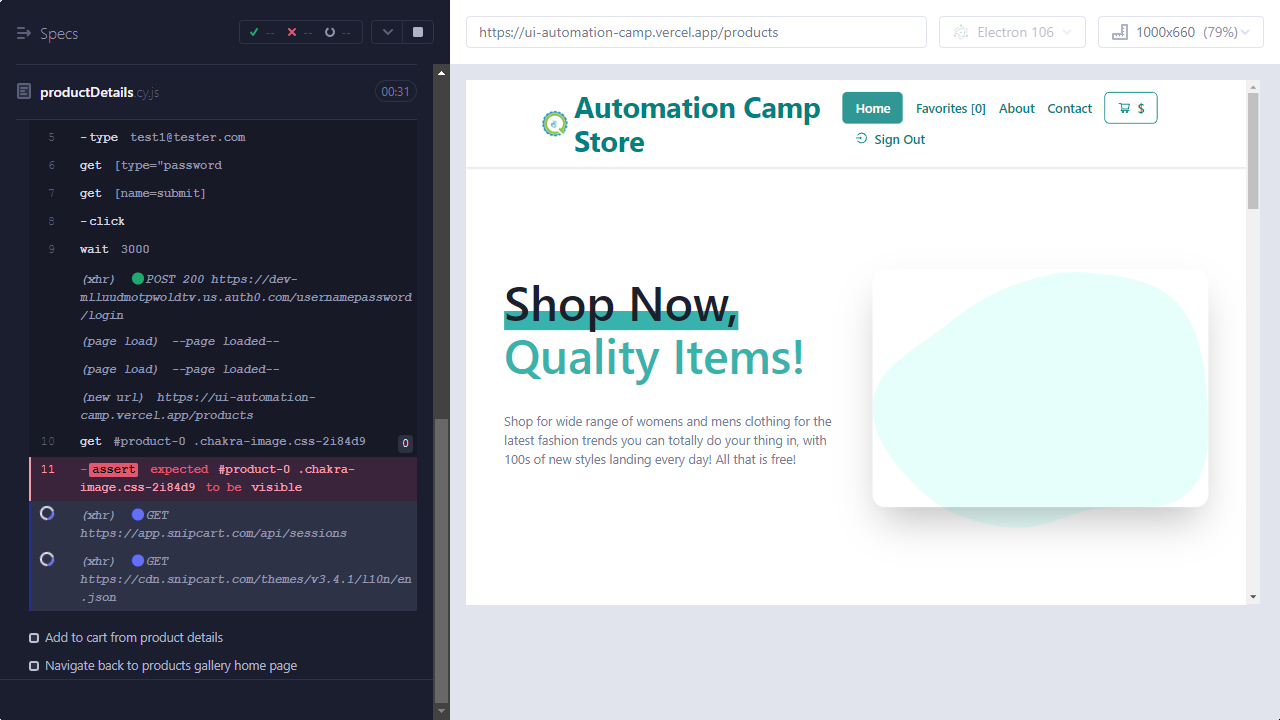 Specs
-- -- --
productDetails.cy.js 00:31
5 -type test1@tester.com
6 get [type="password
7 get [name=submit]
8 -click
9 wait 3000
(xhr) POST 200 https://dev-
mlluudmotpwoldtv.us.auth0.com/usernamepassword
/login
(page load) --page loaded--
(page load) --page loaded--
(new url) https://ui-automation-
camp.vercel.app/products
10 get #product-0 .chakra-image.css-2i84d9 0
11 -assert expected #product-0 .chakra-
image.css-2i84d9 to be visible
(xhr) GET
https://app.snipcart.com/api/sessions
(xhr) GET
https://cdn.snipcart.com/themes/v3.4.1/l10n/en
.json
Add to cart from product details
Navigate back to products gallery home page
https://ui-automation-camp.vercel.app/products
Electron 106
1000x660 (79%)
Automation Camp
Store
Home Favorites [0] About Contact $
Sign Out
Shop Now,
Quality Items!
Shop for wide range of womens and mens clothing for the
latest fashion trends you can totally do your thing in, with
100s of new styles landing every day! All that is free!